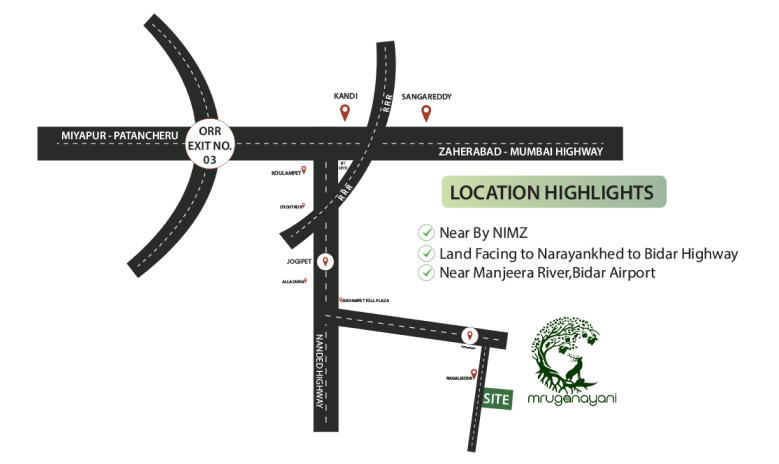 KANDI
SANGAREDDY
RRR
MIYAPUR - PATANCHERU
ORR
EXIT NO.
03
ZAHERABAD - MUMBAI HIGHWAY
KOULAMPET
RRR
LOCATION HIGHLIGHTS
CHOUTKUR
Near By NIMZ
Land Facing to Narayankhed to Bidar Highway
JOGIPET
Near Manjeera River,Bidar Airport
ALLADURG
SHIVAMPET TOLL PLAZA
NANDED HIGHWAY
NAGALGIDDA
SITE
mruganayani